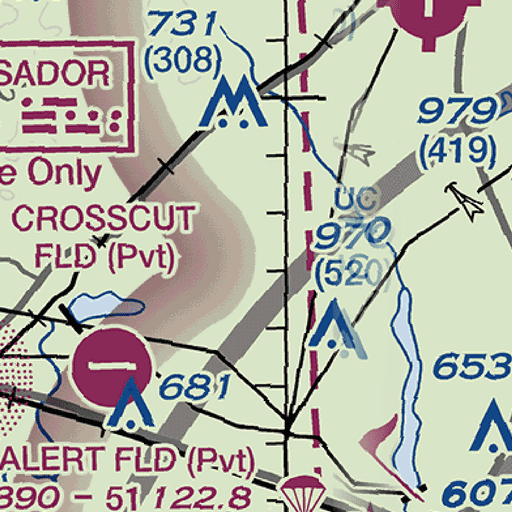 731
(308)
SADOR
979
(419)
e Only
CROSSCUT
FLD (Pvt)
UC
970
(520)
681
653
ALERT FLD (Pvt)
390 - 51 122.8
607